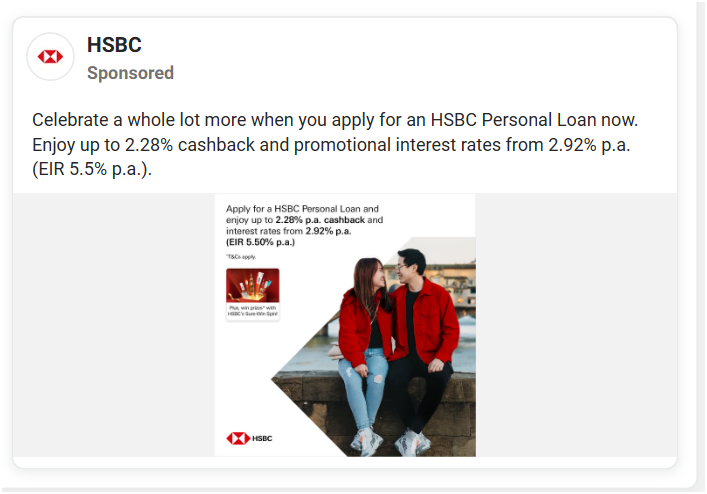 HSBC
Sponsored
Celebrate a whole lot more when you apply for an HSBC Personal Loan now.
Enjoy up to 2.28% cashback and promotional interest rates from 2.92% p.a.
(EIR 5.5% p.a.).
Apply for a HSBC Personal Loan and
enjoy up to 2.28% p.a. cashback and
interest rates from 2.92% p.a.
(EIR 5.50% p.a.)
*T&Cs apply.
Plus, win prizes* with
HSBC's Sure-Win Spin!
HSBC